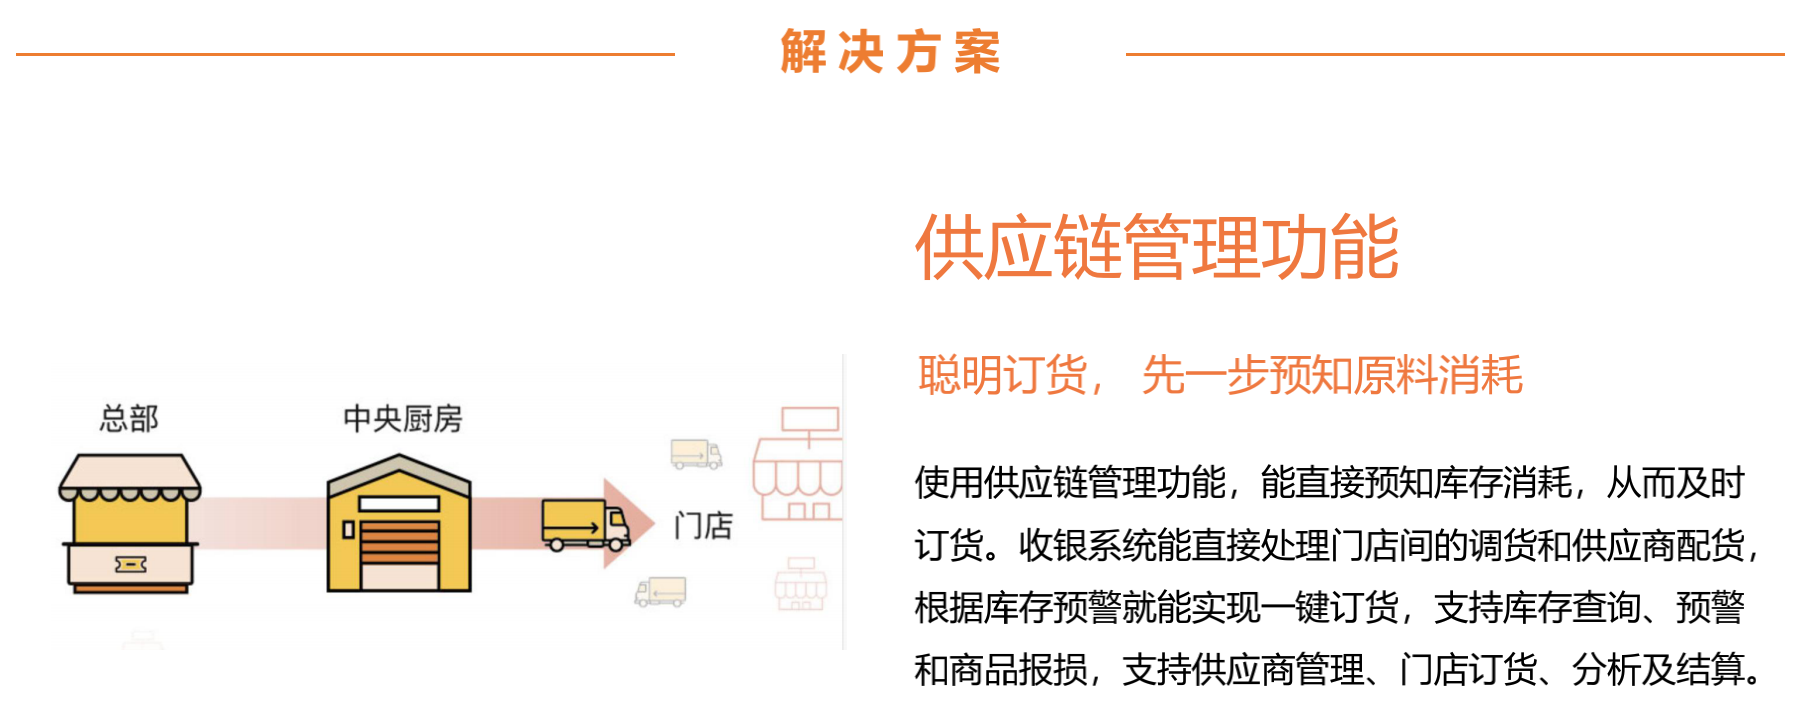 解决方案
供应链管理功能
聪明订货， 先一步预知原料消耗
总部
中央厨房
门店
使用供应链管理功能，能直接预知库存消耗，从而及时
订货。收银系统能直接处理门店间的调货和供应商配货，
根据库存预警就能实现一键订货，支持库存查询、预警
和商品报损，支持供应商管理、门店订货、分析及结算。